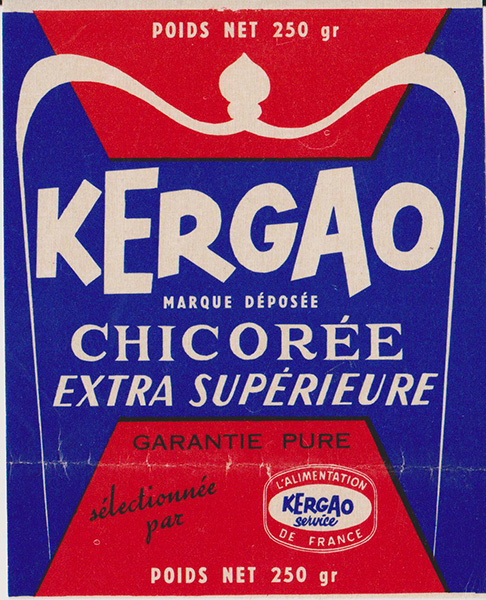 POIDS NET 250 gr
KERGAO
MARQUE DÉPOSÉE
CHICORÉE
EXTRA SUPÉRIEURE
GARANTIE PURE
sélectionnée
par
L'ALIMENTATION
KERGAO
service
DE FRANCE
POIDS NET 250 gr